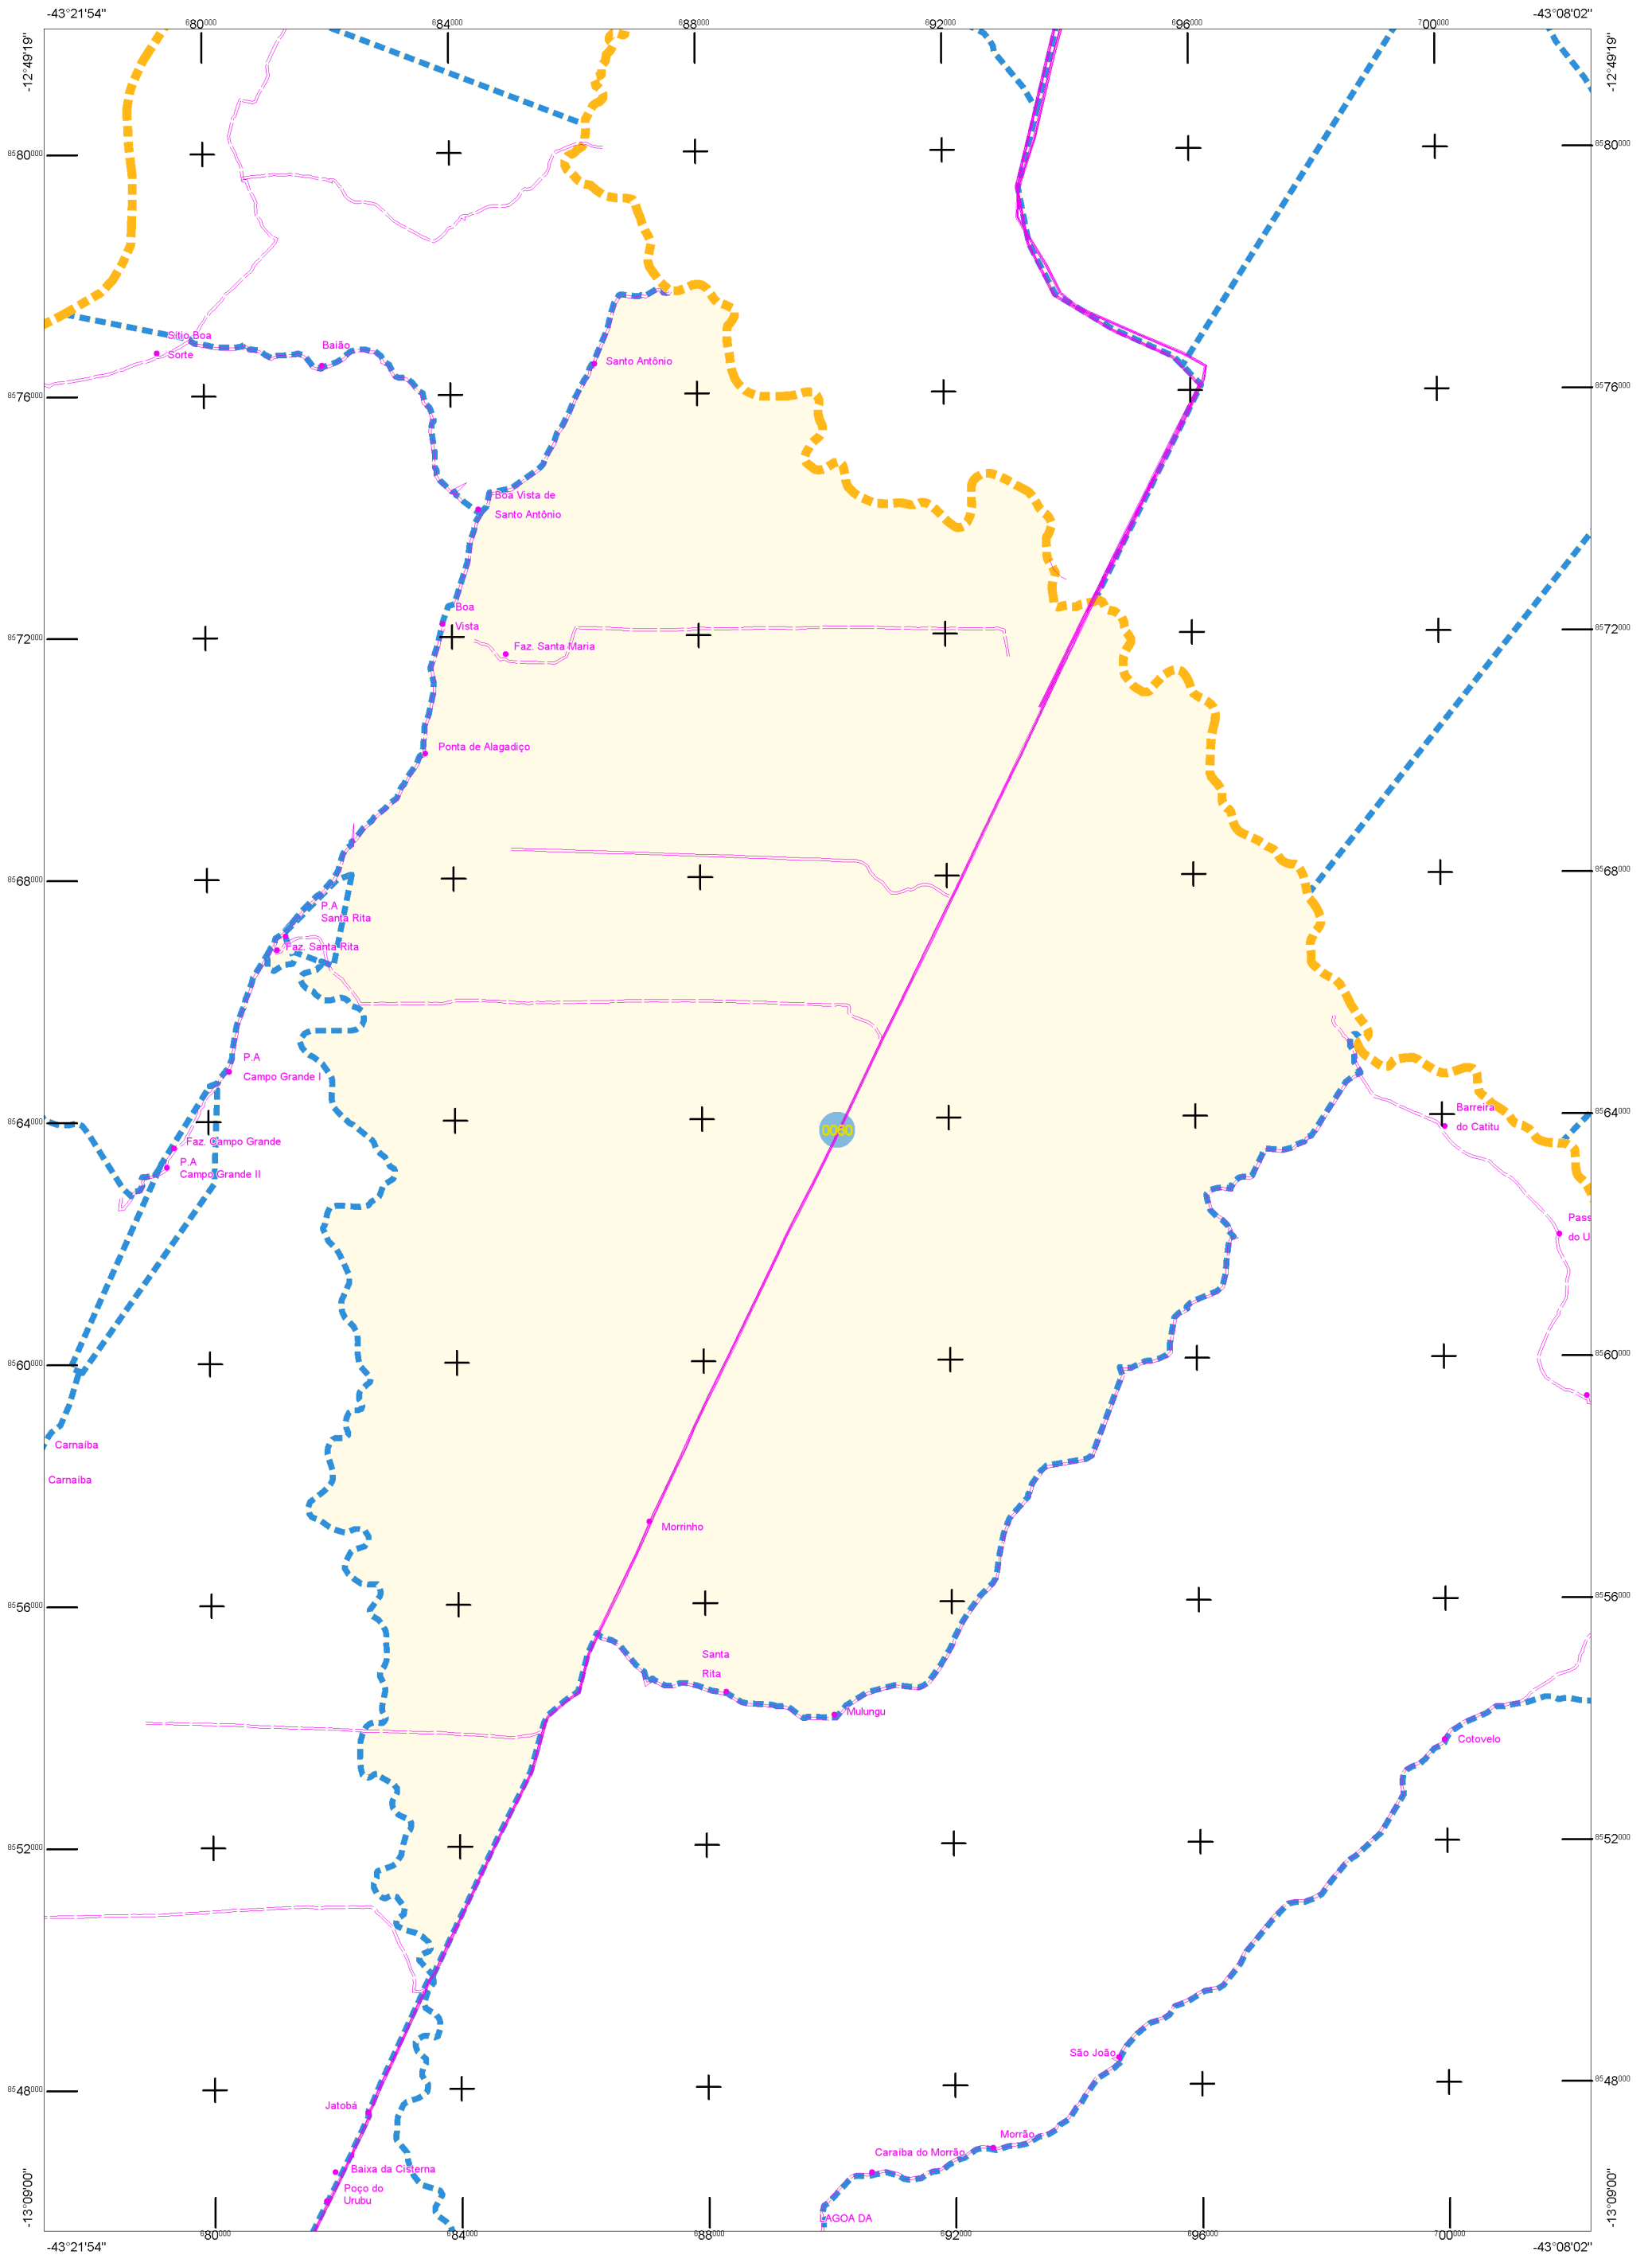 -43°21'54"
680000
684000
688000
692000
696000
700000
-43°08'02"
-12°49'19"
-12°49'19"
8580000
8580000
Sítio Boa
Sorte
Baião
Santo Antônio
8576000
8576000
Boa Vista de
Santo Antônio
Boa
Vista
Faz. Santa Maria
8572000
8572000
Ponta de Alagadiço
8568000
8568000
P.A
Santa Rita
Faz. Santa Rita
P.A
Campo Grande I
8564000
8564000
Barreira
do Catitu
0060
Faz. Campo Grande
P.A
Campo Grande II
Pass
do U
8560000
8560000
Carnaíba
Carnaíba
Morrinho
8556000
8556000
Santa
Rita
Mulungu
Cotovelo
8552000
8552000
São João
8548000
8548000
Jatobá
Morrão
Caraíba do Morrão
Baixa da Cisterna
Poço do
Urubu
LAGOA DA
-13°09'00"
-13°09'00"
680000
684000
688000
692000
696000
700000
-43°21'54"
-43°08'02"